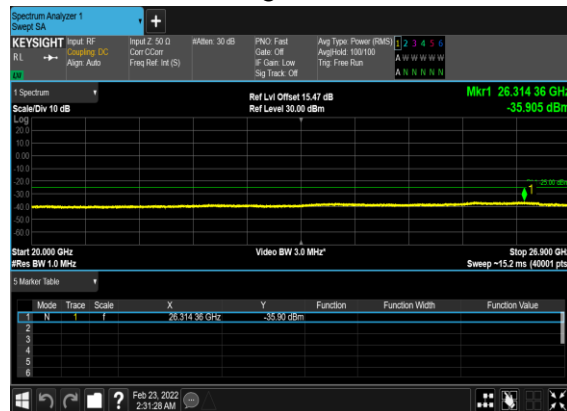 Spectrum Analyzer 1
Swept SA
+
KEYSIGHT Input: RF Input Z: 50 Ω #Atten: 30 dB PNO: Fast Avg Type: Power (RMS) 1 2 3 4 5 6
RL Coupling: DC Corr CCorr Gate: Off Avg|Hold: 100/100 A W W W W W
Align: Auto Freq Ref: Int (S) IF Gain: Low Trig: Free Run
Sig Track: Off A N N N N N
1 Spectrum Ref Lvl Offset 15.47 dB Mkr1 26.314 36 GHz
Scale/Div 10 dB Ref Level 30.00 dBm -35.905 dBm
Log
20.0
10.0
0.00
-10.0
-20.0
-30.0 1 -25.00 dBm
-40.0
-50.0
-60.0
Start 20.000 GHz Video BW 3.0 MHz* Stop 26.900 GHz
#Res BW 1.0 MHz Sweep ~15.2 ms (40001 pts
5 Marker Table
Mode Trace Scale X Y Function Function Width Function Value
1 N 1 f 26.314 36 GHz -35.90 dBm
2
3
4
5
6
? Feb 23, 2022
2:31:28 AM